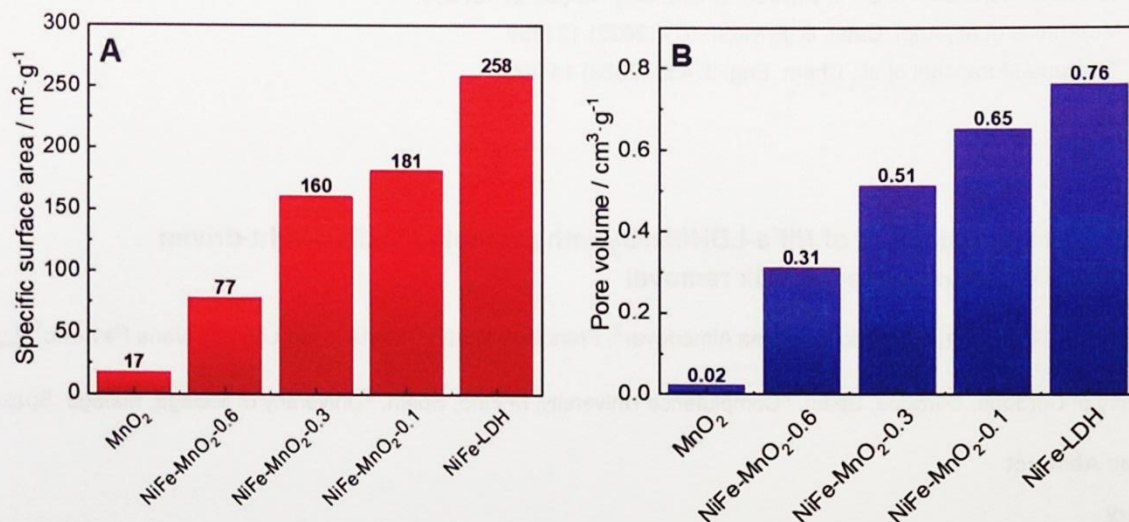 300
250
200
150
100
50
0
Specific surface area / m²·g⁻¹
A
17
77
160
181
258
MnO₂
NiFe-MnO₂-0.6
NiFe-MnO₂-0.3
NiFe-MnO₂-0.1
NiFe-LDH
0.8
0.6
0.4
0.2
0.0
Pore volume / cm³·g⁻¹
B
0.02
0.31
0.51
0.65
0.76
MnO₂
NiFe-MnO₂-0.6
NiFe-MnO₂-0.3
NiFe-MnO₂-0.1
NiFe-LDH